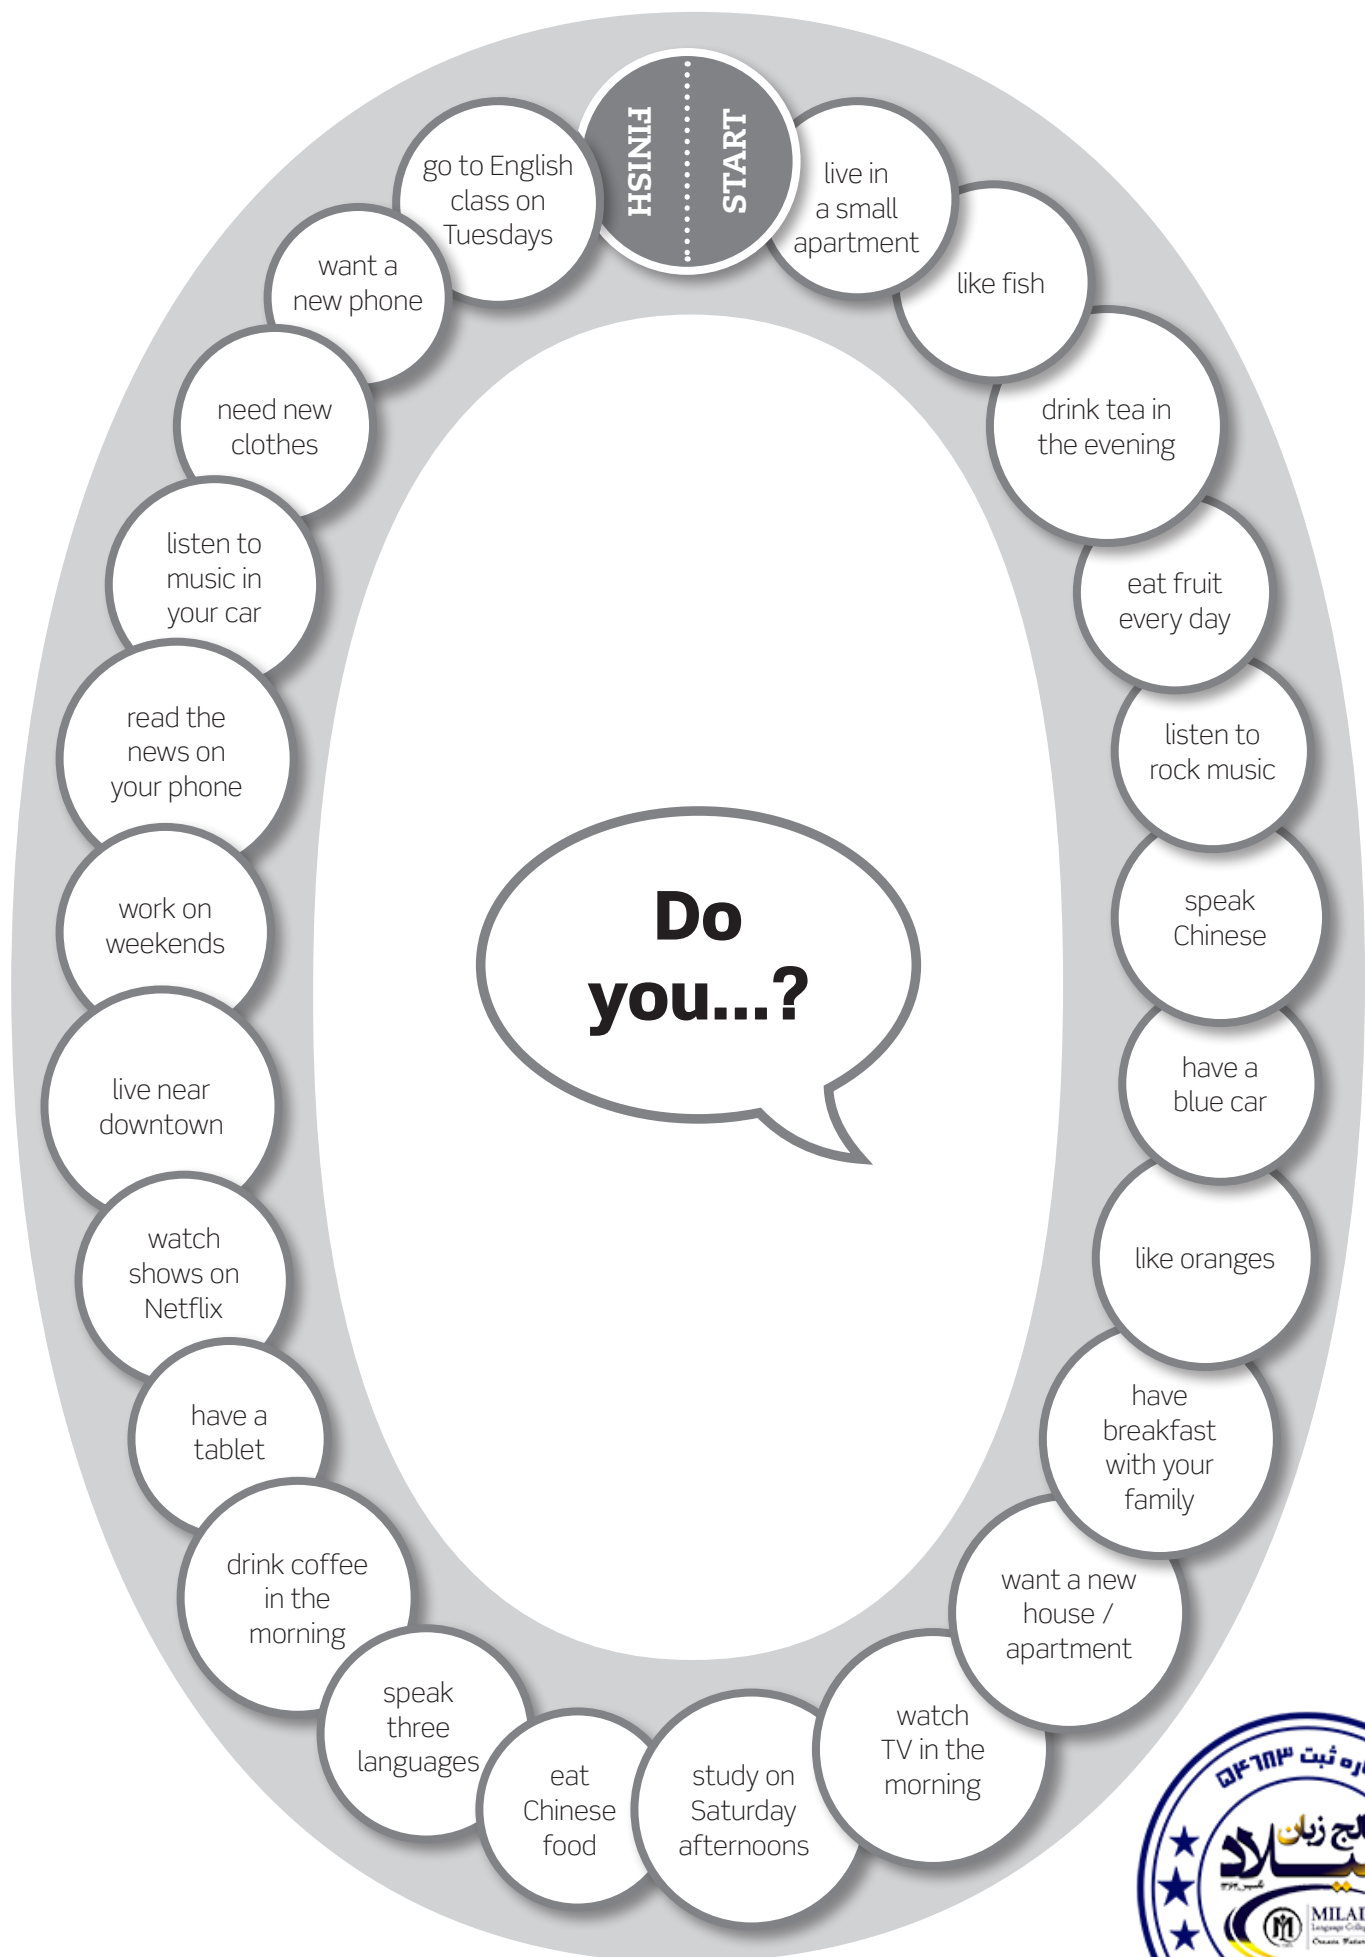 START
live in
a small
apartment
like fish
drink tea in
the evening
eat fruit
every day
listen to
rock music
speak
Chinese
have a
blue car
like oranges
have
breakfast
with your
family
want a new
house /
apartment
watch
TV in the
morning
study on
Saturday
afternoons
eat
Chinese
food
speak
three
languages
drink coffee
in the
morning
have a
tablet
watch
shows on
Netflix
live near
downtown
work on
weekends
read the
news on
your phone
listen to
music in
your car
need new
clothes
want a
new phone
go to English
class on
Tuesdays
FINISH
Do
you...?
ثبت ۵۴۶۸۳
زبان
MILAD